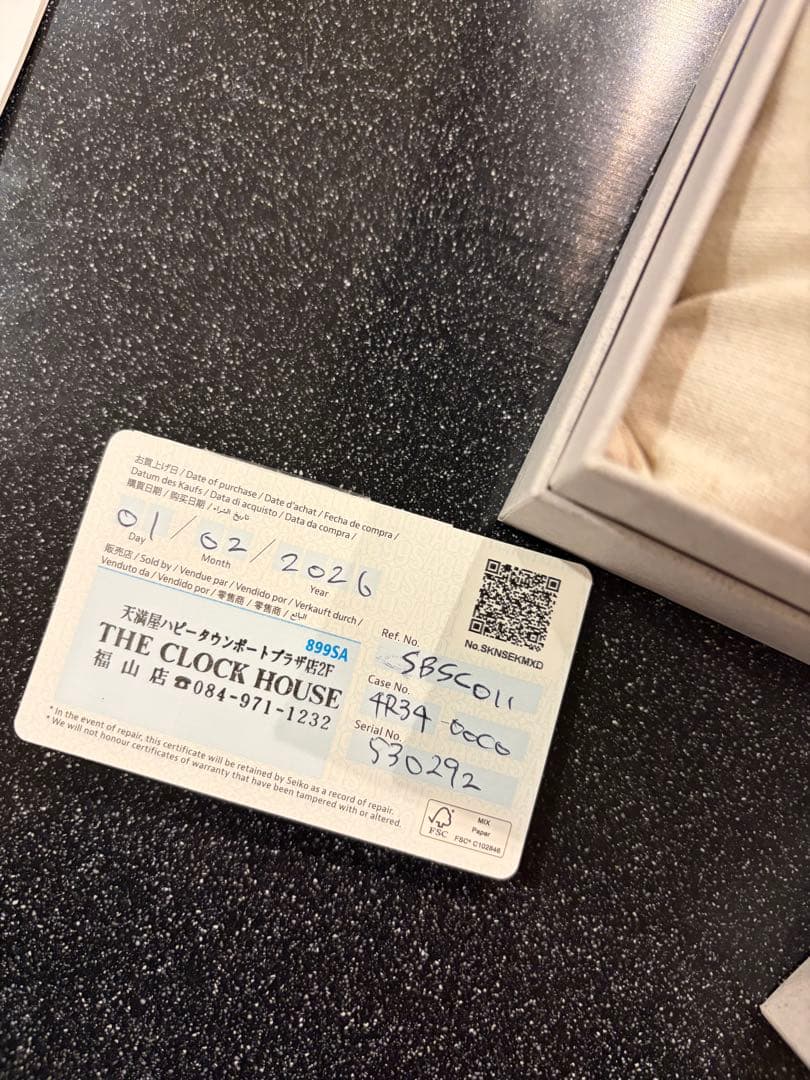 お買上げ日 / Date of purchase / Date d'achat / Fecha de compra /
Datum des Kaufs / Data di acquisto / Data da compra /
購買日期 / 购买日期 / تاريخ الشراء
01 / 02 / 2026
Day Month Year
販売店 / Sold by / Vendue par / Vendido por / Verkauft durch /
Venduto da / Vendido por / 零售商 / 零售商 / البائع
899SA
天満屋ハピータウンポートプラザ店2F
THE CLOCK HOUSE
福山店☎084-971-1232
No.SKNSEKMXD
Ref. No.
SBSC011
Case No.
4R34-00C0
Serial No.
530292
* In the event of repair, this certificate will be retained by Seiko as a record of repair.
* We will not honour certificates of warranty that have been tampered with or altered.
FSC
MIX
Paper
FSC® C102846